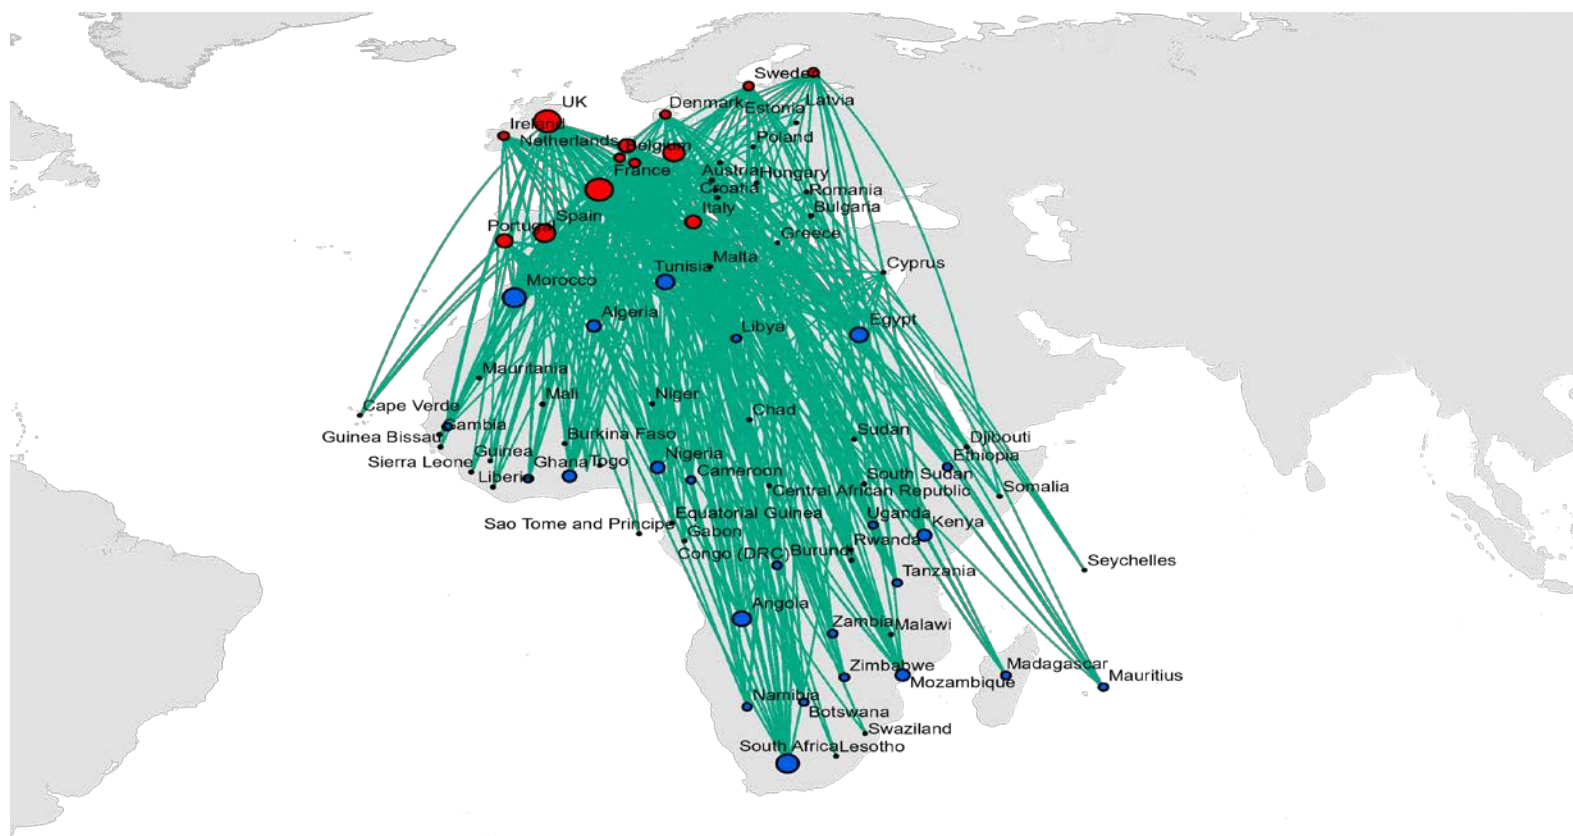 Sweden
UK
Denmark
Estonia
Latvia
Ireland
Netherlands
Belgium
Poland
France
Austria
Hungary
Croatia
Romania
Italy
Bulgaria
Spain
Portugal
Greece
Malta
Tunisia
Cyprus
Morocco
Algeria
Libya
Egypt
Mauritania
Mali
Niger
Cape Verde
Chad
Gambia
Sudan
Guinea Bissau
Burkina Faso
Djibouti
Guinea
Nigeria
Ethiopia
Sierra Leone
Ghana
Togo
Cameroon
South Sudan
Liberia
Central African Republic
Somalia
Equatorial Guinea
Uganda
Kenya
Sao Tome and Principe
Gabon
Rwanda
Congo (DRC)
Burundi
Seychelles
Tanzania
Angola
Zambia
Malawi
Zimbabwe
Madagascar
Mauritius
Mozambique
Namibia
Botswana
Swaziland
South Africa
Lesotho